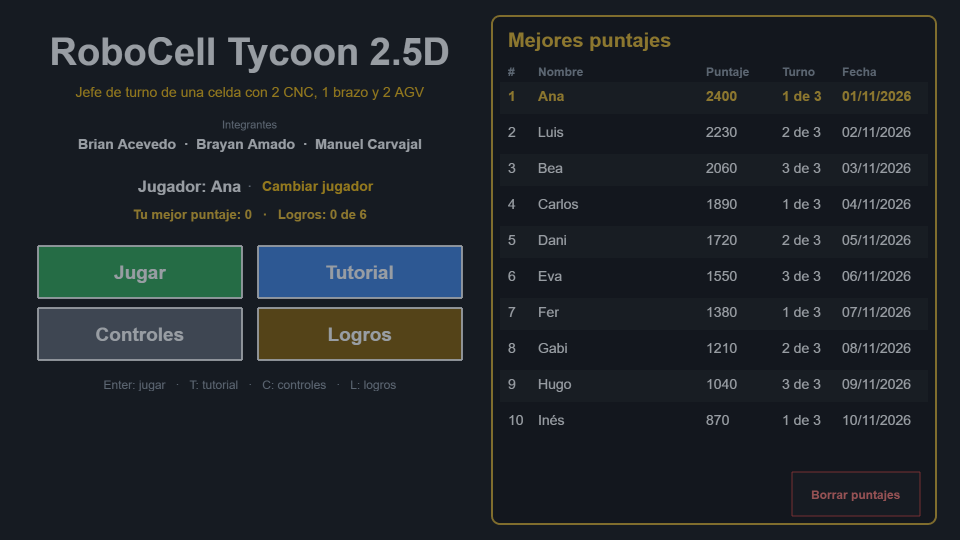 RoboCell Tycoon 2.5D
Jefe de turno de una celda con 2 CNC, 1 brazo y 2 AGV
Integrantes
Brian Acevedo · Brayan Amado · Manuel Carvajal
Jugador: Ana · Cambiar jugador
Tu mejor puntaje: 0 · Logros: 0 de 6
Jugar
Tutorial
Controles
Logros
Enter: jugar · T: tutorial · C: controles · L: logros
Mejores puntajes
# Nombre Puntaje Turno Fecha
1 Ana 2400 1 de 3 01/11/2026
2 Luis 2230 2 de 3 02/11/2026
3 Bea 2060 3 de 3 03/11/2026
4 Carlos 1890 1 de 3 04/11/2026
5 Dani 1720 2 de 3 05/11/2026
6 Eva 1550 3 de 3 06/11/2026
7 Fer 1380 1 de 3 07/11/2026
8 Gabi 1210 2 de 3 08/11/2026
9 Hugo 1040 3 de 3 09/11/2026
10 Inés 870 1 de 3 10/11/2026
Borrar puntajes